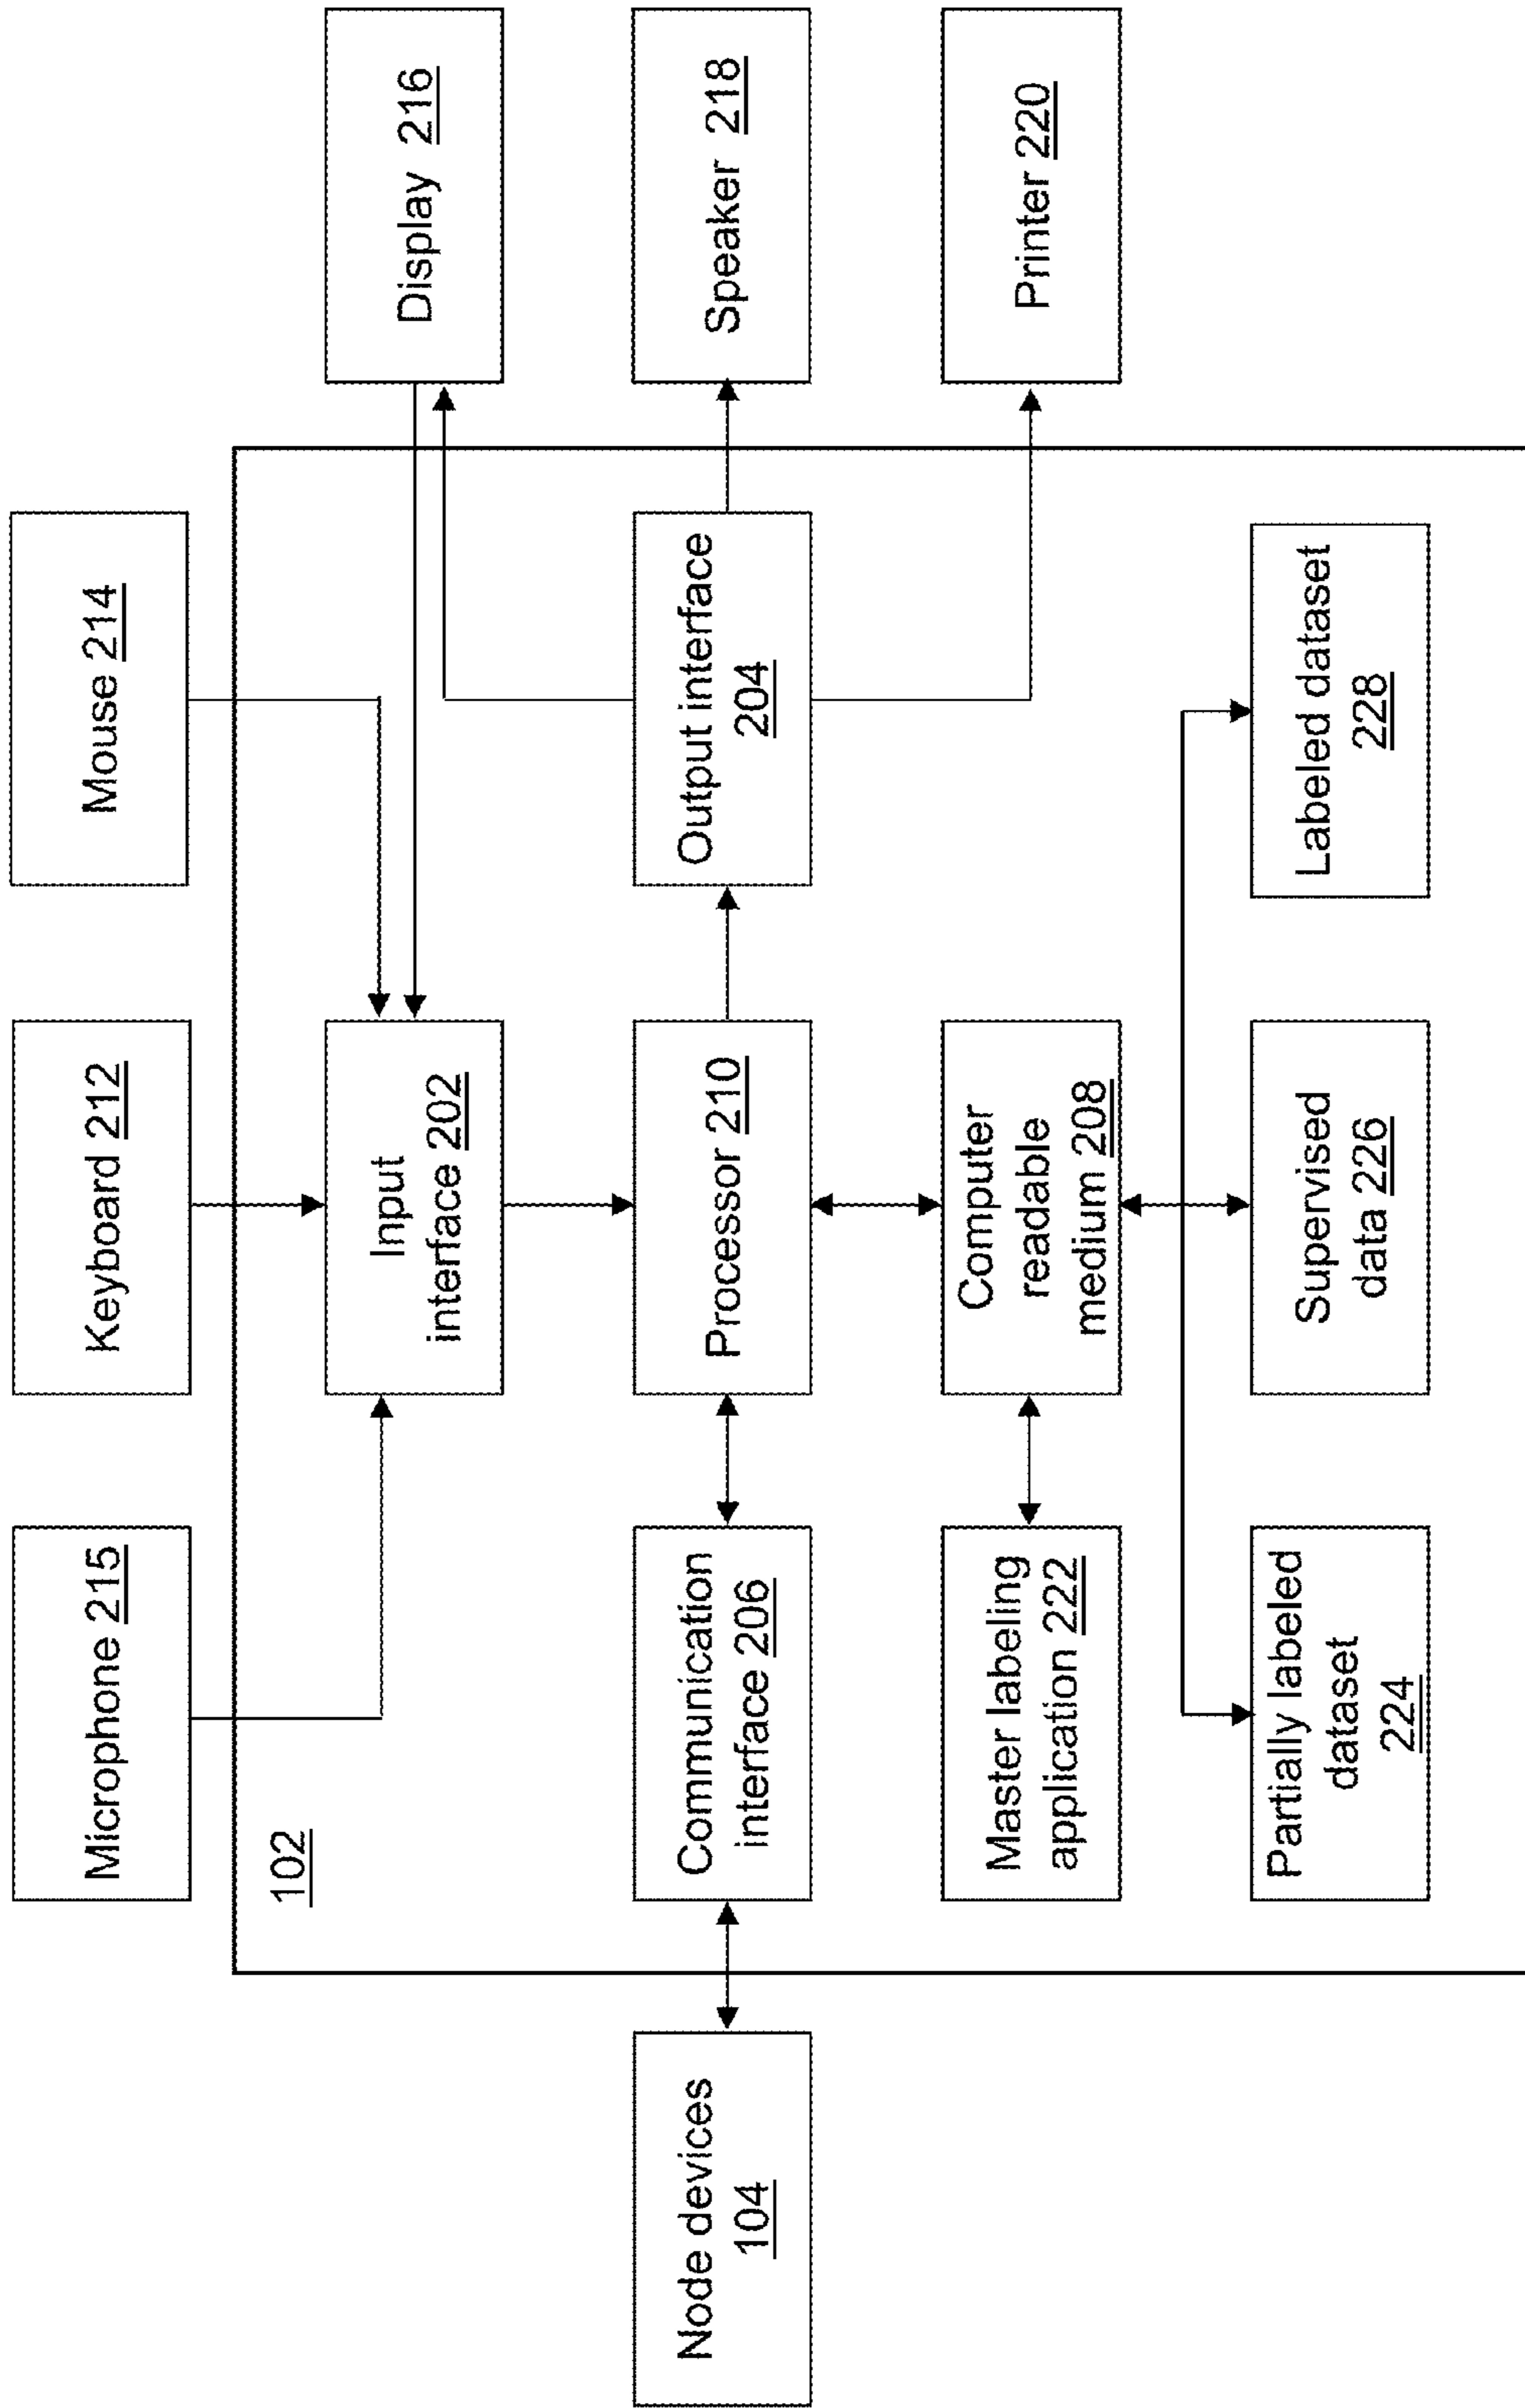 Microphone 215
Keyboard 212
Mouse 214
102
Input
interface 202
Display 216
Node devices
104
Communication
interface 206
Processor 210
Output interface
204
Speaker 218
Master labeling
application 222
Computer
readable
medium 208
Printer 220
Partially labeled
dataset
224
Supervised
data 226
Labeled dataset
228